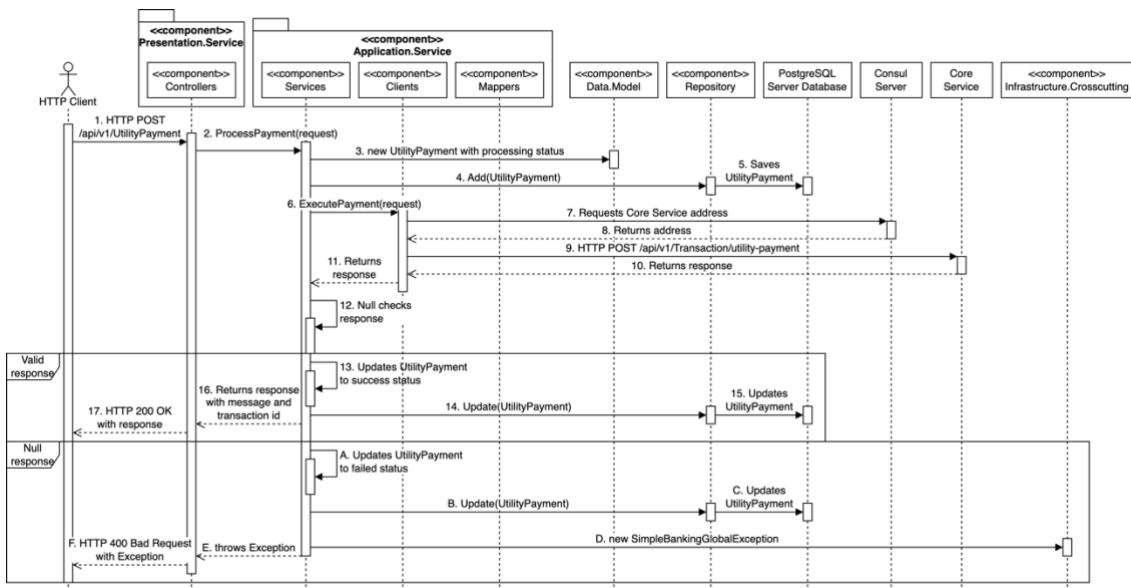 <<component>>
Presentation.Service
<<component>>
Application.Service
HTTP Client
<<component>>
Controllers
<<component>>
Services
<<component>>
Clients
<<component>>
Mappers
<<component>>
Data.Model
<<component>>
Repository
PostgreSQL
Server Database
Consul
Server
Core
Service
<<component>>
Infrastructure.Crosscutting
1. HTTP POST
/api/v1/UtilityPayment
2. ProcessPayment(request)
3. new UtilityPayment with processing status
4. Add(UtilityPayment)
5. Saves
UtilityPayment
6. ExecutePayment(request)
7. Requests Core Service address
8. Returns address
9. HTTP POST /api/v1/Transaction/utility-payment
10. Returns response
11. Returns
response
12. Null checks
response
Valid
response
13. Updates UtilityPayment
to success status
14. Update(UtilityPayment)
15. Updates
UtilityPayment
16. Returns response
with message and
transaction id
17. HTTP 200 OK
with response
Null
response
A. Updates UtilityPayment
to failed status
B. Update(UtilityPayment)
C. Updates
UtilityPayment
D. new SimpleBankingGlobalException
E. throws Exception
F. HTTP 400 Bad Request
with Exception